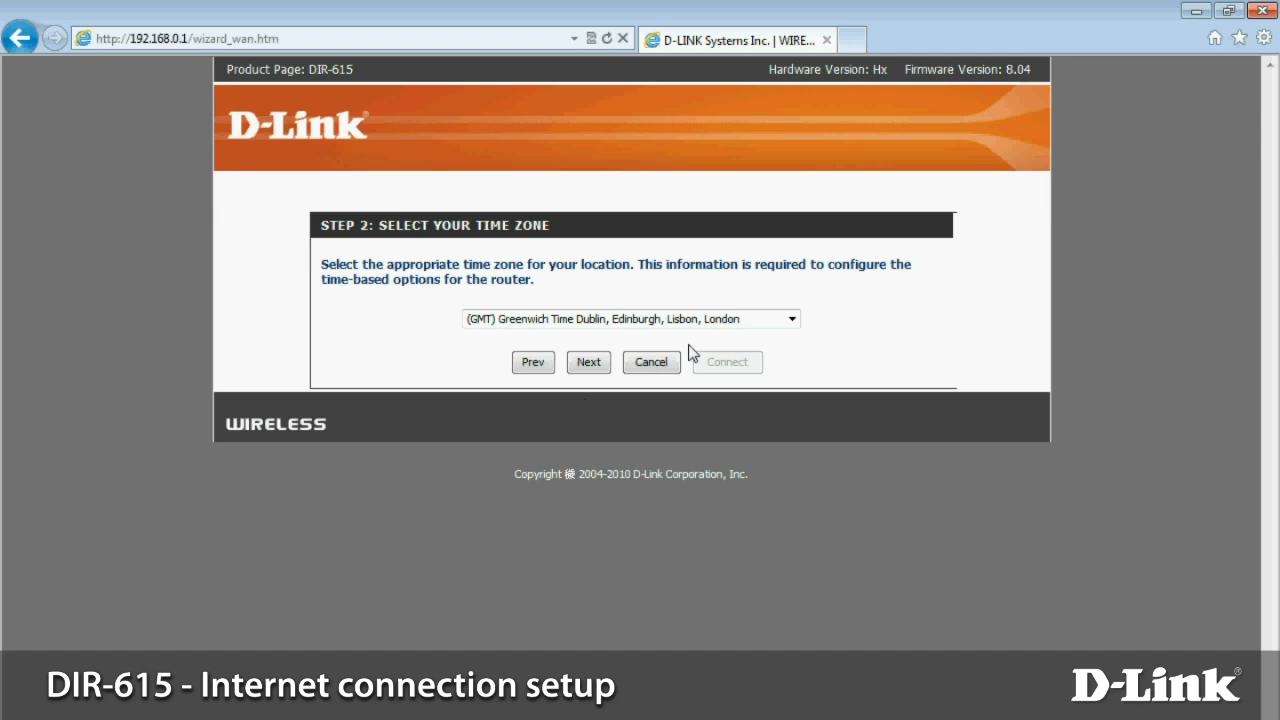 http://192.168.0.1/wizard_wan.htm
D-LINK Systems Inc. | WIRE...
Product Page: DIR-615
Hardware Version: Hx
Firmware Version: 8.04
D-Link
STEP 2: SELECT YOUR TIME ZONE
Select the appropriate time zone for your location. This information is required to configure the
time-based options for the router.
(GMT) Greenwich Time Dublin, Edinburgh, Lisbon, London
Prev
Next
Cancel
Connect
WIRELESS
Copyright 2004-2010 D-Link Corporation, Inc.
DIR-615 - Internet connection setup
D-Link®